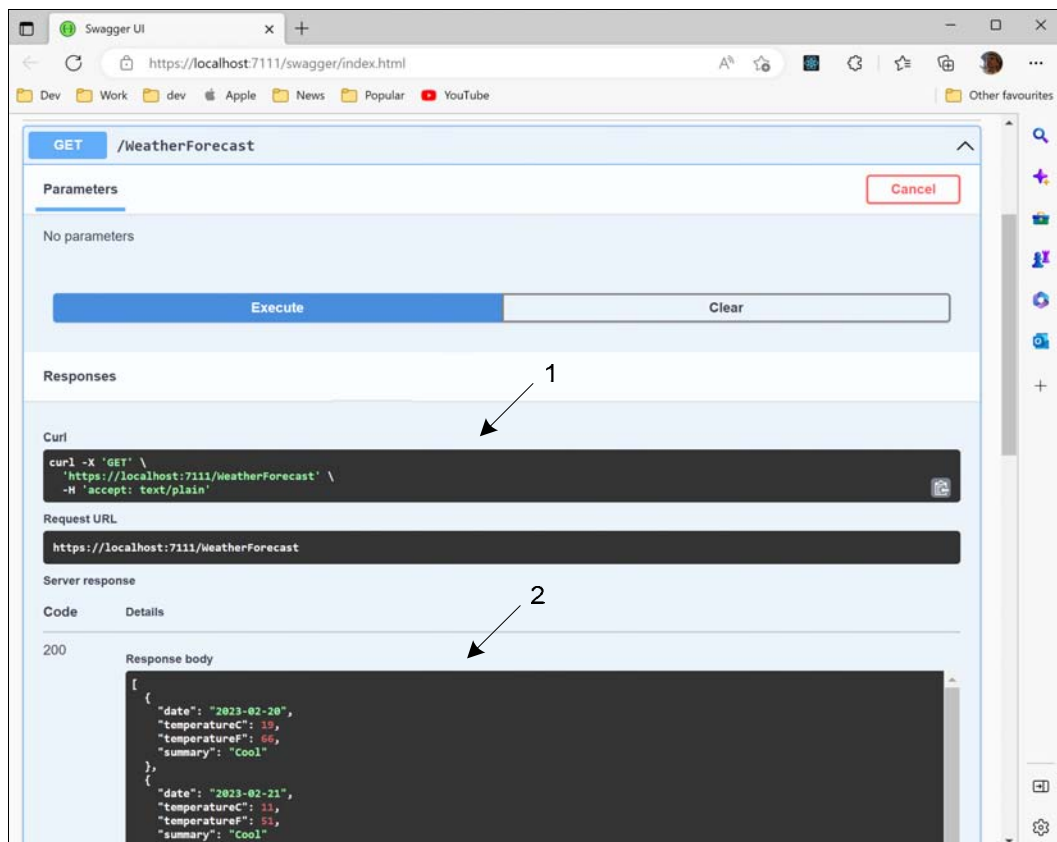 Swagger UI
https://localhost:7111/swagger/index.html
Dev Work dev Apple News Popular YouTube Other favourites
GET /WeatherForecast
Parameters Cancel
No parameters
Execute Clear
Responses
1
Curl
curl -X 'GET' \
'https://localhost:7111/WeatherForecast' \
-H 'accept: text/plain'
Request URL
https://localhost:7111/WeatherForecast
Server response
2
Code Details
200
Response body
[
{
"date": "2023-02-20",
"temperatureC": 19,
"temperatureF": 66,
"summary": "Cool"
},
{
"date": "2023-02-21",
"temperatureC": 11,
"temperatureF": 51,
"summary": "Cool"